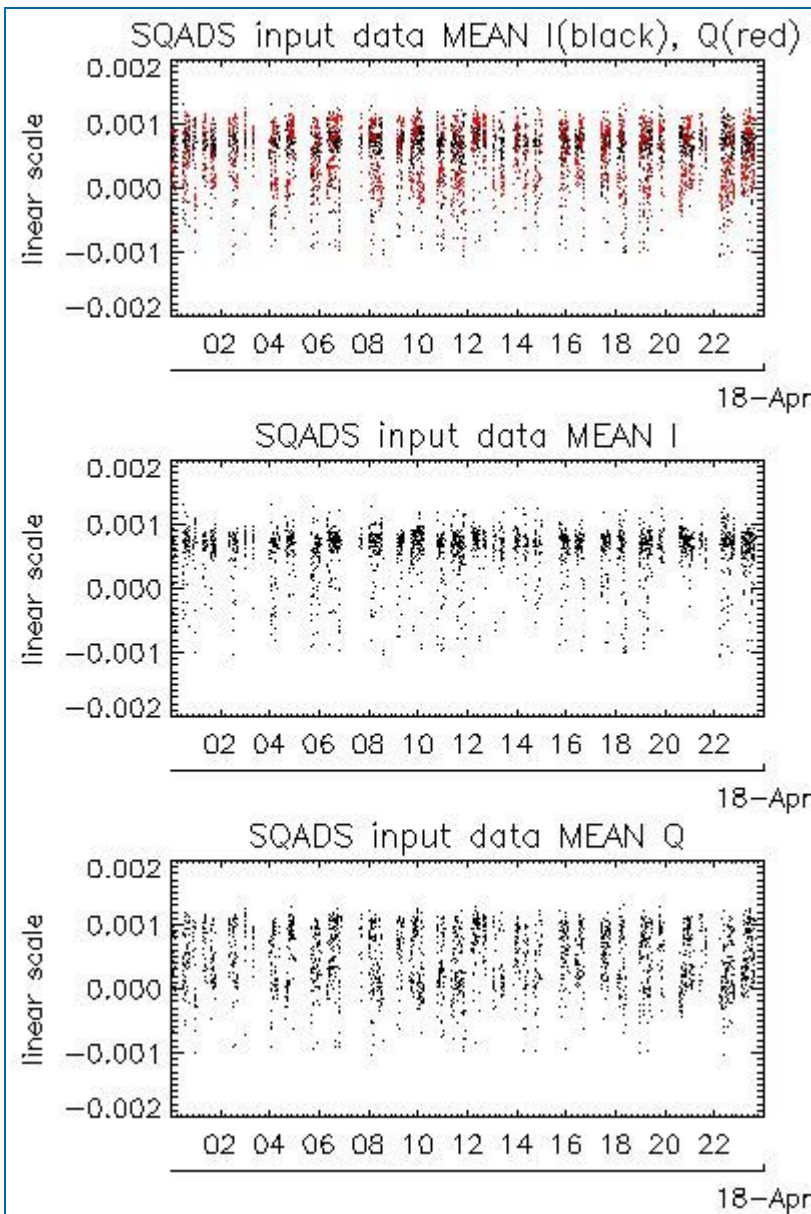 SQADS input data MEAN I(black), Q(red)
0.002
0.001
0.000
−0.001
−0.002
linear scale
02 04 06 08 10 12 14 16 18 20 22
18−Apr
SQADS input data MEAN I
0.002
0.001
0.000
−0.001
−0.002
linear scale
02 04 06 08 10 12 14 16 18 20 22
18−Apr
SQADS input data MEAN Q
0.002
0.001
0.000
−0.001
−0.002
linear scale
02 04 06 08 10 12 14 16 18 20 22
18−Apr